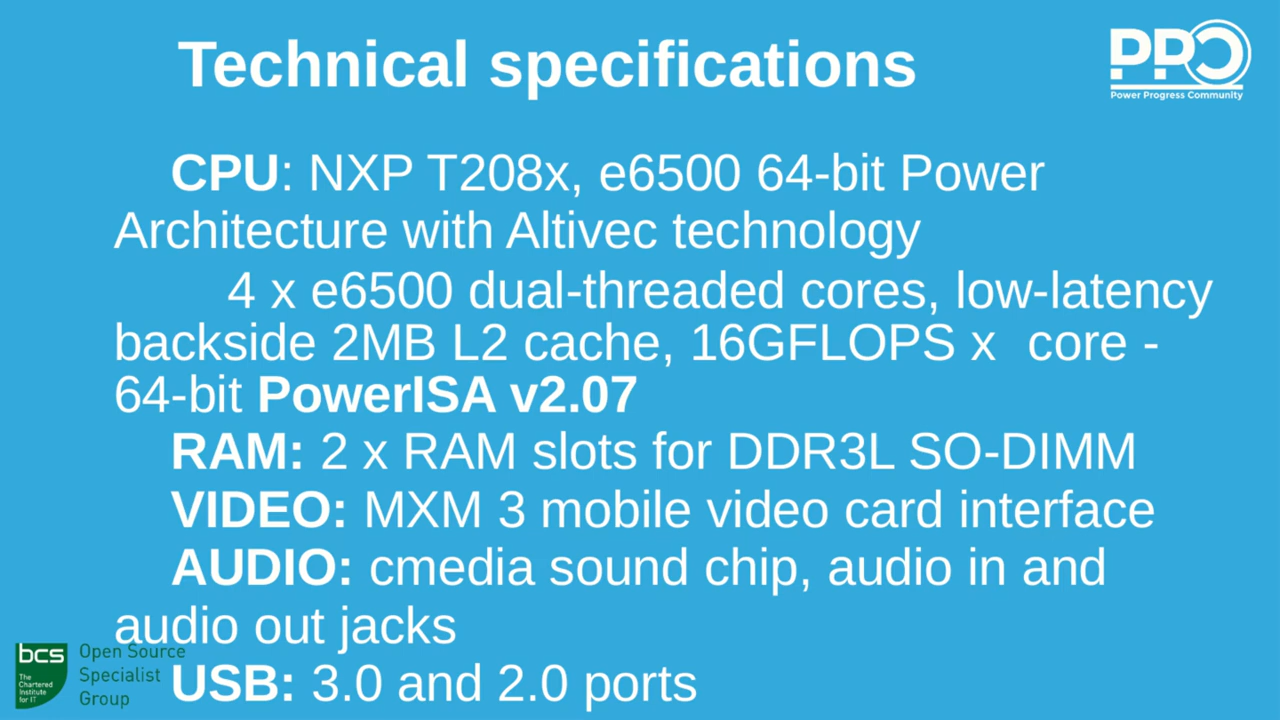 Technical specifications
PPC
Power Progress Community
CPU: NXP T208x, e6500 64-bit Power
Architecture with Altivec technology
4 x e6500 dual-threaded cores, low-latency
backside 2MB L2 cache, 16GFLOPS x core -
64-bit PowerISA v2.07
RAM: 2 x RAM slots for DDR3L SO-DIMM
VIDEO: MXM 3 mobile video card interface
AUDIO: cmedia sound chip, audio in and
audio out jacks
USB: 3.0 and 2.0 ports
bcs
The
Chartered
Institute
for IT
Open Source
Specialist
Group